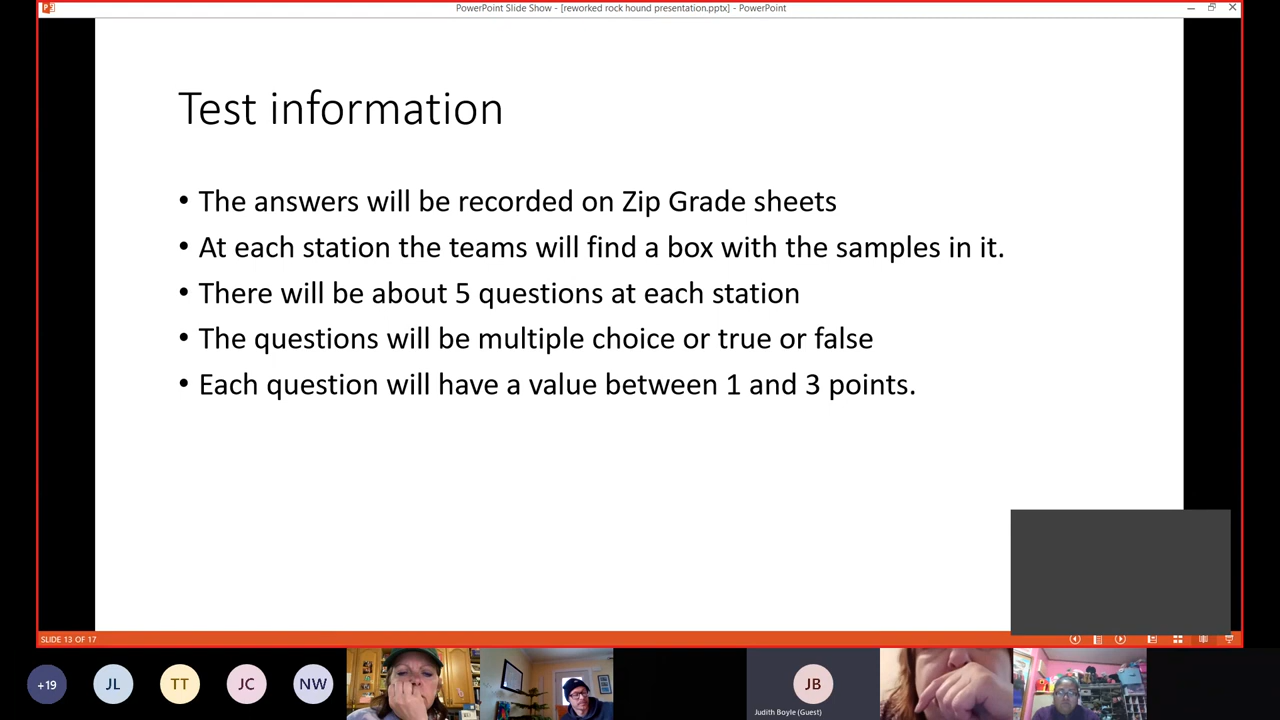 PowerPoint Slide Show - [reworked rock hound presentation.pptx] - PowerPoint
Test information
• The answers will be recorded on Zip Grade sheets
• At each station the teams will find a box with the samples in it.
• There will be about 5 questions at each station
• The questions will be multiple choice or true or false
• Each question will have a value between 1 and 3 points.
SLIDE 13 OF 17
+19
JL
TT
JC
NW
JB
Judith Boyle (Guest)